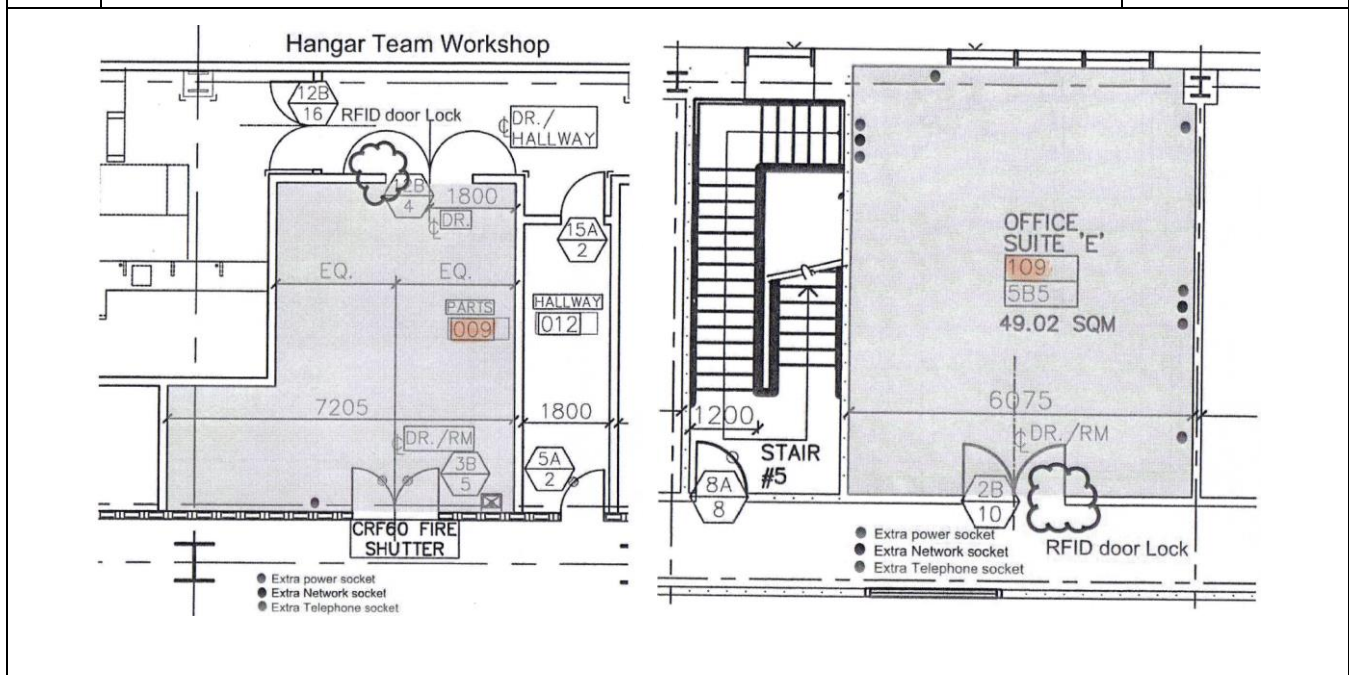 Hangar Team Workshop
12B
16
RFID door Lock
℄ DR./
HALLWAY
12B
4
1800
℄ DR.
15A
2
EQ.
EQ.
PARTS
009
HALLWAY
012
7205
1800
℄ DR./RM
3B
5
5A
2
CRF60 FIRE
SHUTTER
Extra power socket
Extra Network socket
Extra Telephone socket
OFFICE
SUITE 'E'
109
5B5
49.02 SQM
6075
1200
℄ DR./RM
STAIR
#5
8A
8
2B
10
Extra power socket
Extra Network socket
Extra Telephone socket
RFID door Lock